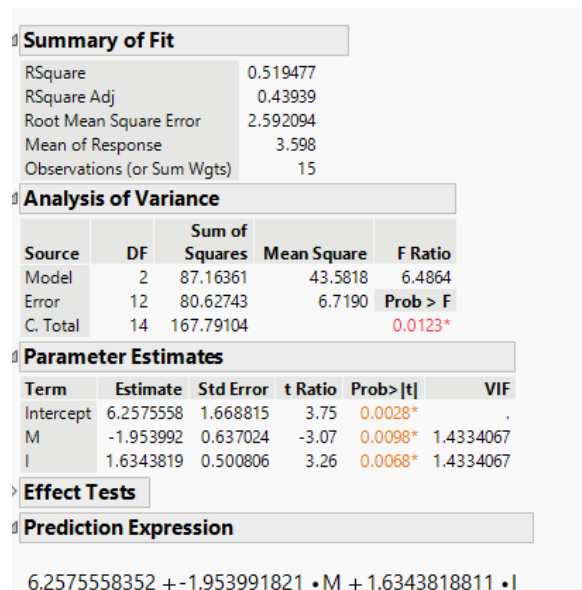 Summary of Fit
RSquare 0.519477
RSquare Adj 0.43939
Root Mean Square Error 2.592094
Mean of Response 3.598
Observations (or Sum Wgts) 15
Analysis of Variance
Sum of
Source DF Squares Mean Square F Ratio
Model 2 87.16361 43.5818 6.4864
Error 12 80.62743 6.7190 Prob > F
C. Total 14 167.79104 0.0123*
Parameter Estimates
Term Estimate Std Error t Ratio Prob>|t| VIF
Intercept 6.2575558 1.668815 3.75 0.0028* .
M -1.953992 0.637024 -3.07 0.0098* 1.4334067
I 1.6343819 0.500806 3.26 0.0068* 1.4334067
Effect Tests
Prediction Expression
6.2575558352 + -1.953991821 • M + 1.6343818811 • I